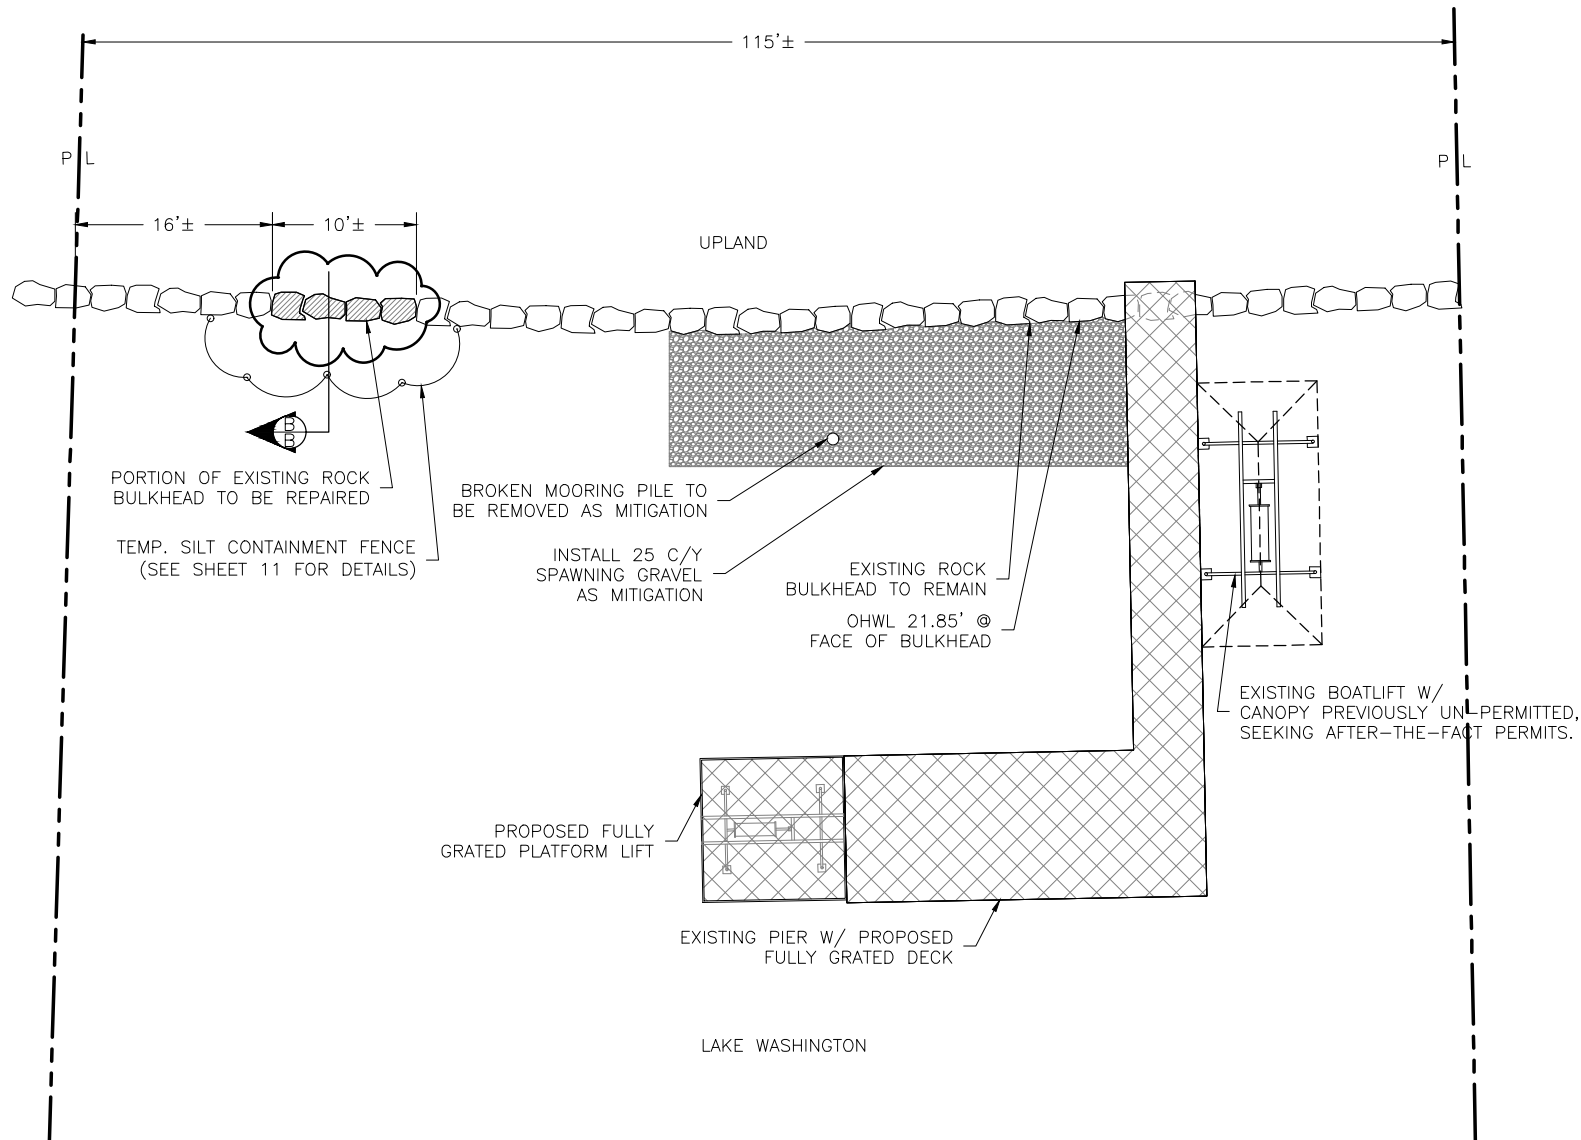 115'±
P L
P L
16'±
10'±
UPLAND
B
B
PORTION OF EXISTING ROCK
BULKHEAD TO BE REPAIRED
TEMP. SILT CONTAINMENT FENCE
(SEE SHEET 11 FOR DETAILS)
BROKEN MOORING PILE TO
BE REMOVED AS MITIGATION
INSTALL 25 C/Y
SPAWNING GRAVEL
AS MITIGATION
EXISTING ROCK
BULKHEAD TO REMAIN
OHWL 21.85' @
FACE OF BULKHEAD
EXISTING BOATLIFT W/
CANOPY PREVIOUSLY UN-PERMITTED,
SEEKING AFTER-THE-FACT PERMITS.
PROPOSED FULLY
GRATED PLATFORM LIFT
EXISTING PIER W/ PROPOSED
FULLY GRATED DECK
LAKE WASHINGTON